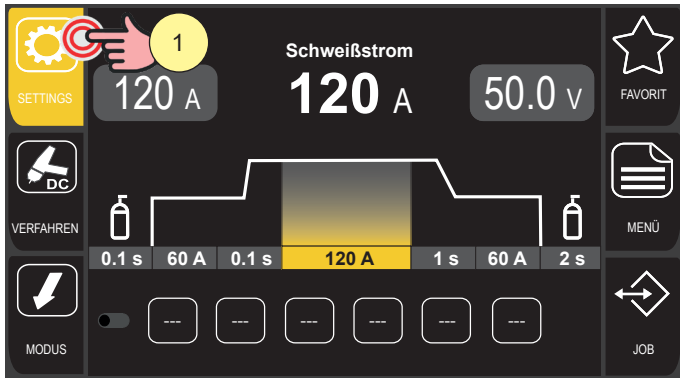 SETTINGS
1
Schweißstrom
120 A
120 A
50.0 V
FAVORIT
DC
VERFAHREN
MENÜ
0.1 s 60 A 0.1 s 120 A 1 s 60 A 2 s
--- --- --- --- --- ---
MODUS
JOB